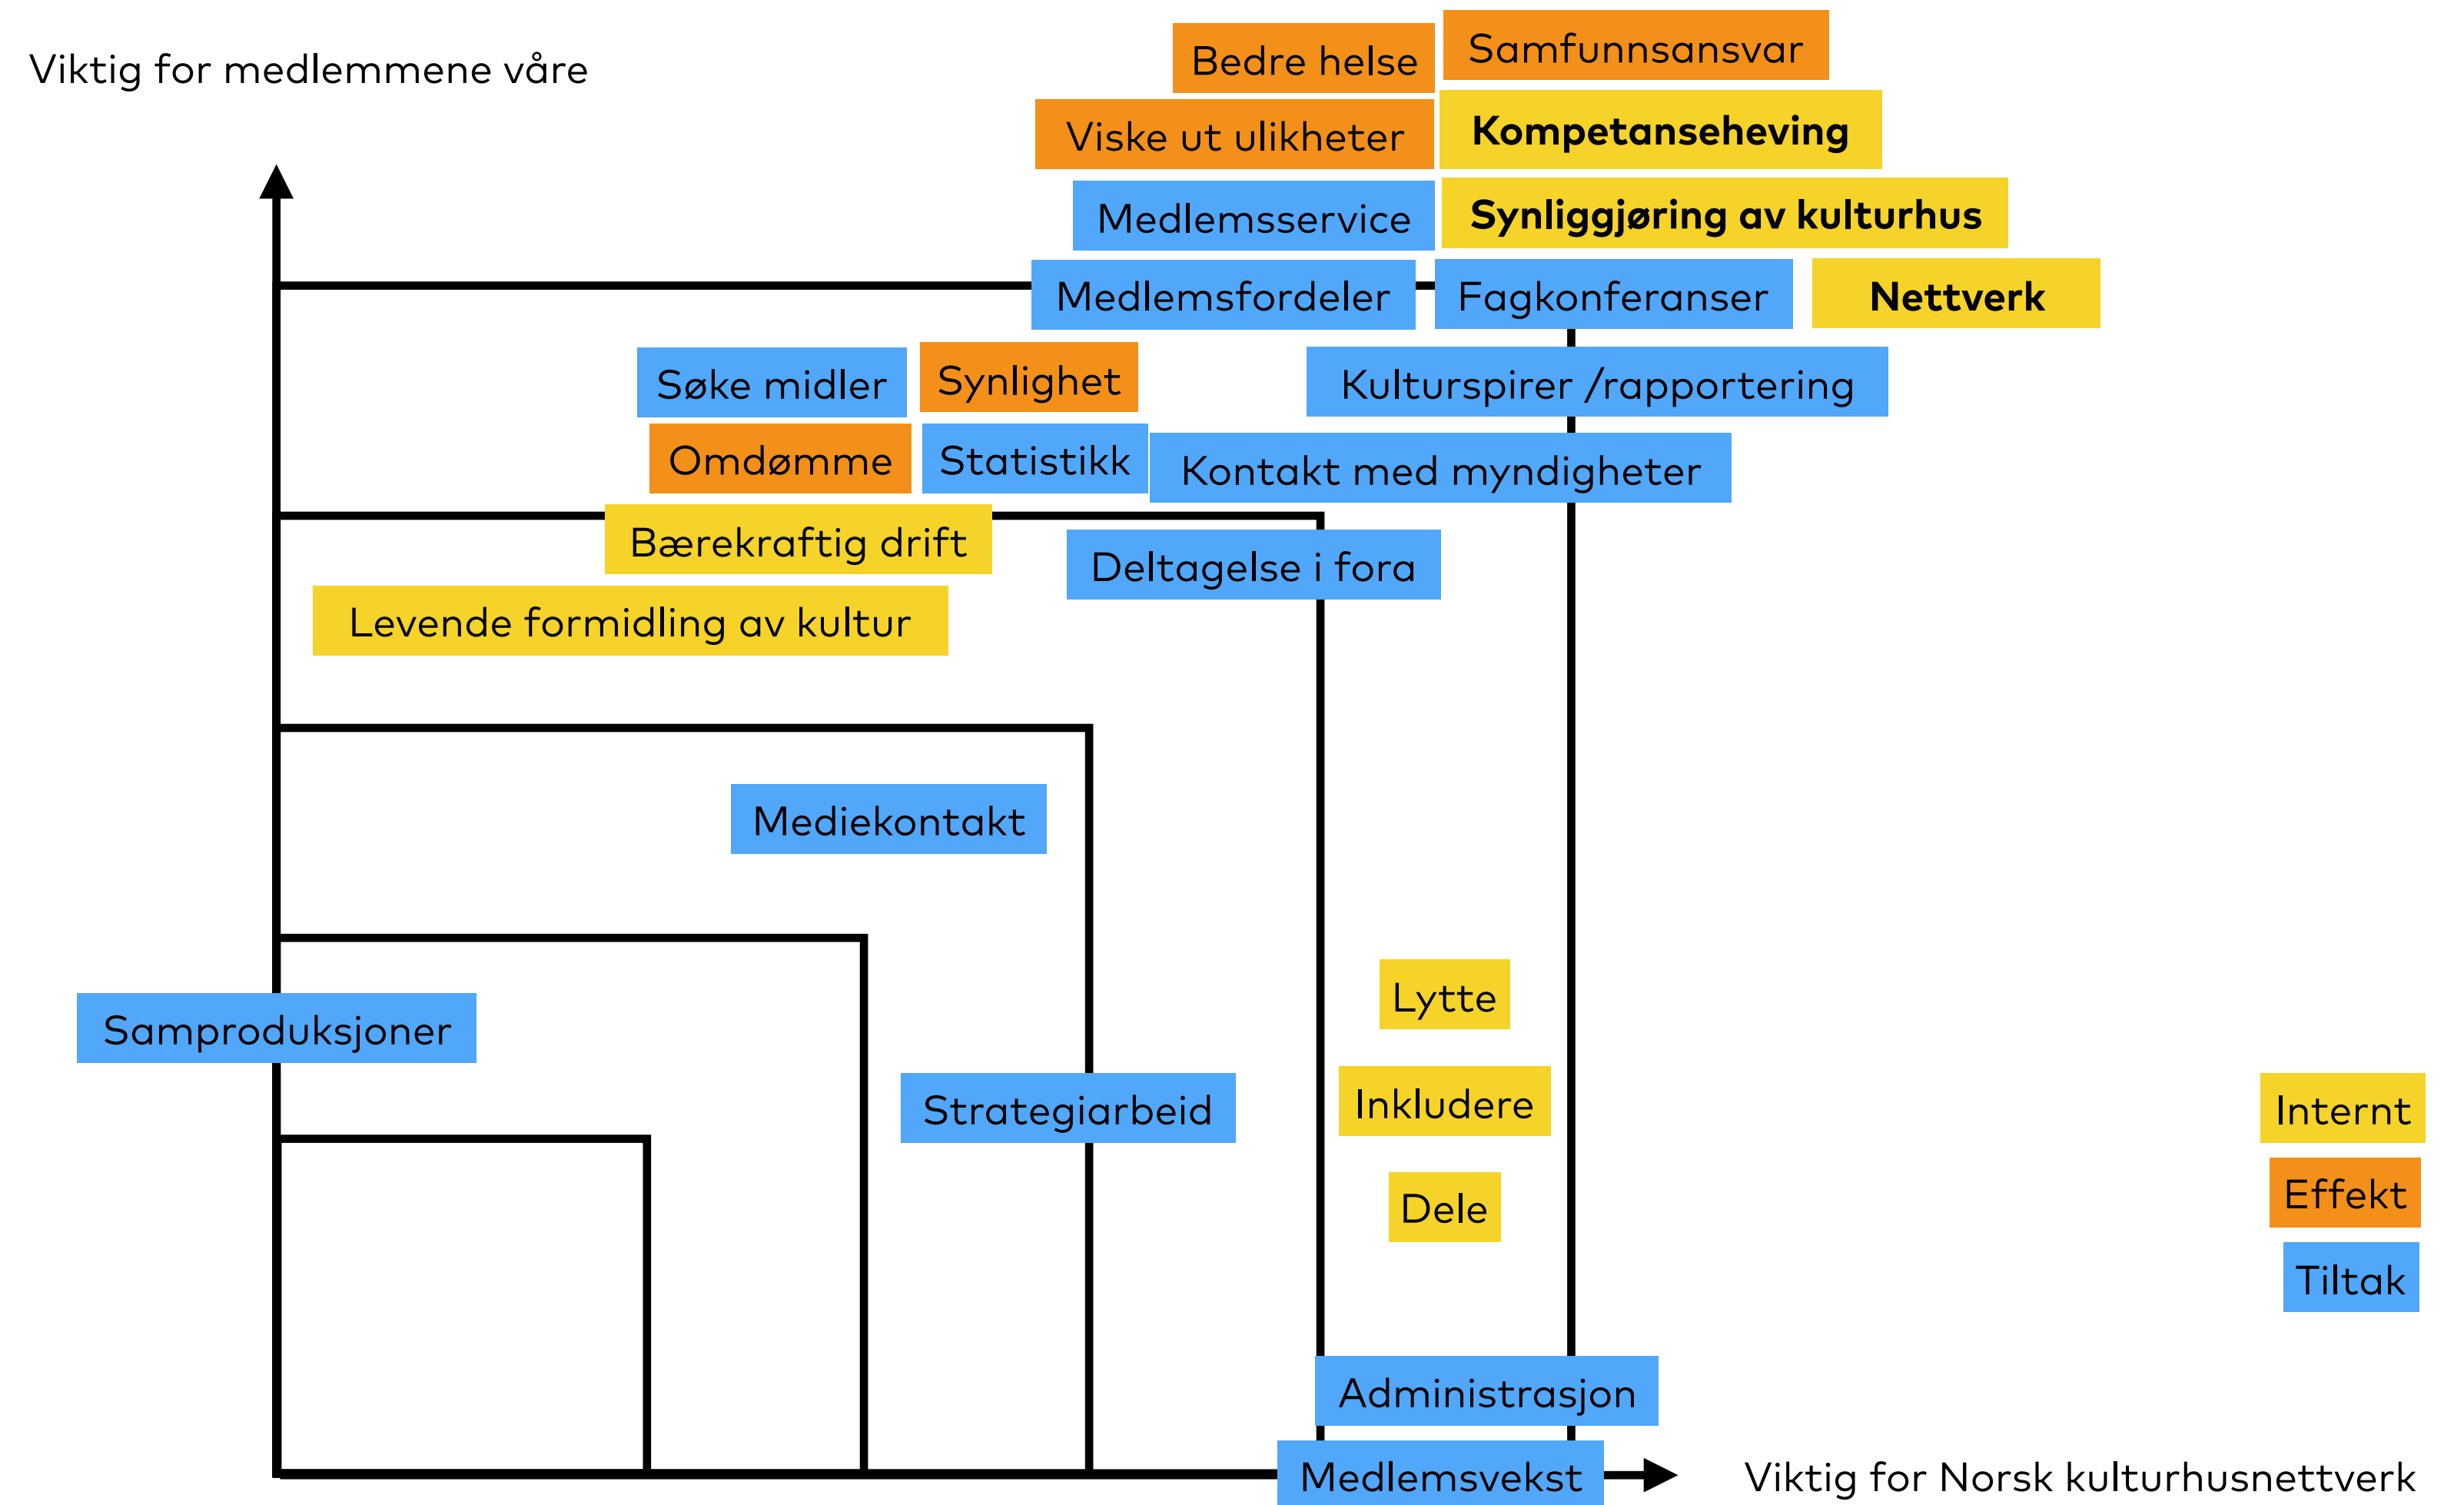 Viktig for medlemmene våre
Bedre helse
Samfunnsansvar
Viske ut ulikheter
Kompetanseheving
Medlemsservice
Synliggjøring av kulturhus
Medlemsfordeler
Fagkonferanser
Nettverk
Søke midler
Synlighet
Kulturspirer /rapportering
Omdømme
Statistikk
Kontakt med myndigheter
Bærekraftig drift
Deltagelse i fora
Levende formidling av kultur
Mediekontakt
Lytte
Samproduksjoner
Inkludere
Strategiarbeid
Internt
Dele
Effekt
Tiltak
Administrasjon
Medlemsvekst
Viktig for Norsk kulturhusnettverk